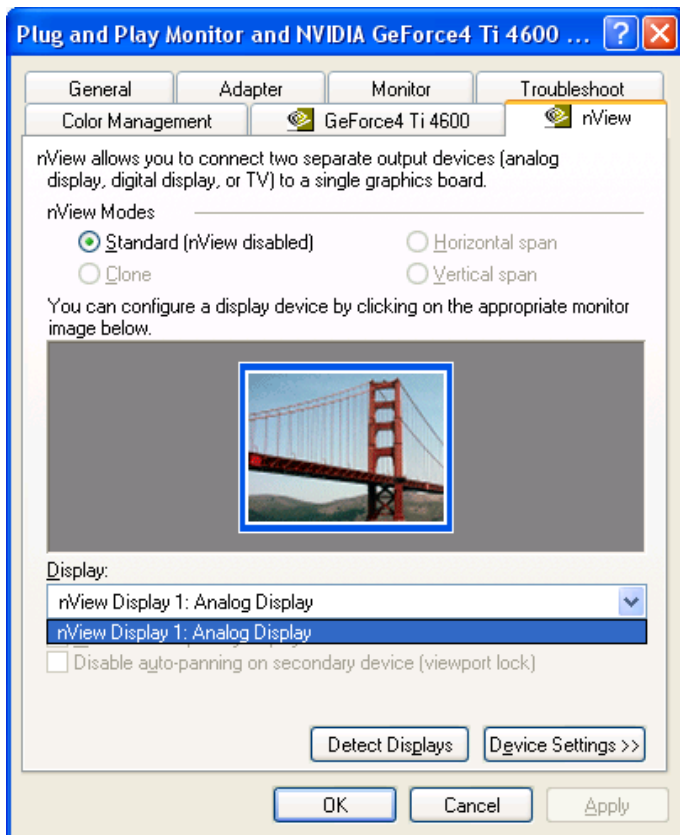 Plug and Play Monitor and NVIDIA GeForce4 Ti 4600 ...
General Adapter Monitor Troubleshoot
Color Management GeForce4 Ti 4600 nView
nView allows you to connect two separate output devices (analog
display, digital display, or TV) to a single graphics board.
nView Modes
Standard (nView disabled) Horizontal span
Clone Vertical span
You can configure a display device by clicking on the appropriate monitor
image below.
Display:
nView Display 1: Analog Display
nView Display 1: Analog Display
Disable auto-panning on secondary device (viewport lock)
Detect Displays Device Settings >>
OK Cancel Apply